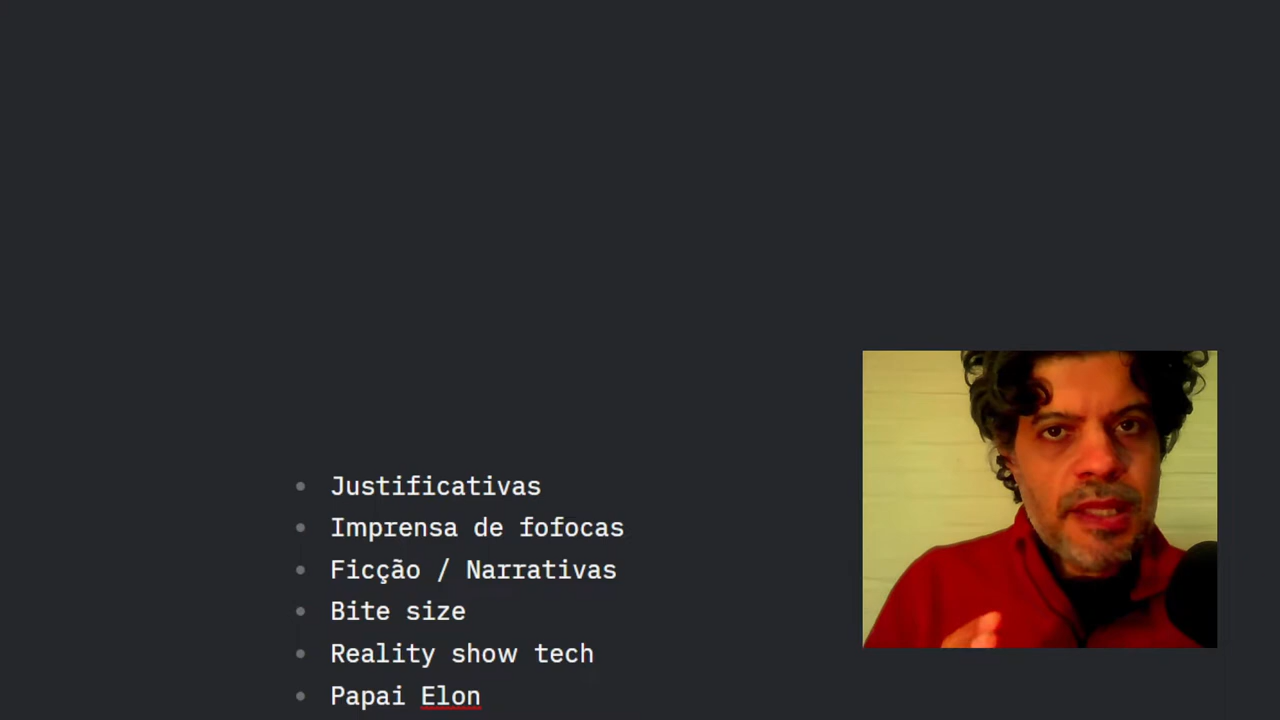 Justificativas
Imprensa de fofocas
Ficção / Narrativas
Bite size
Reality show tech
Papai Elon